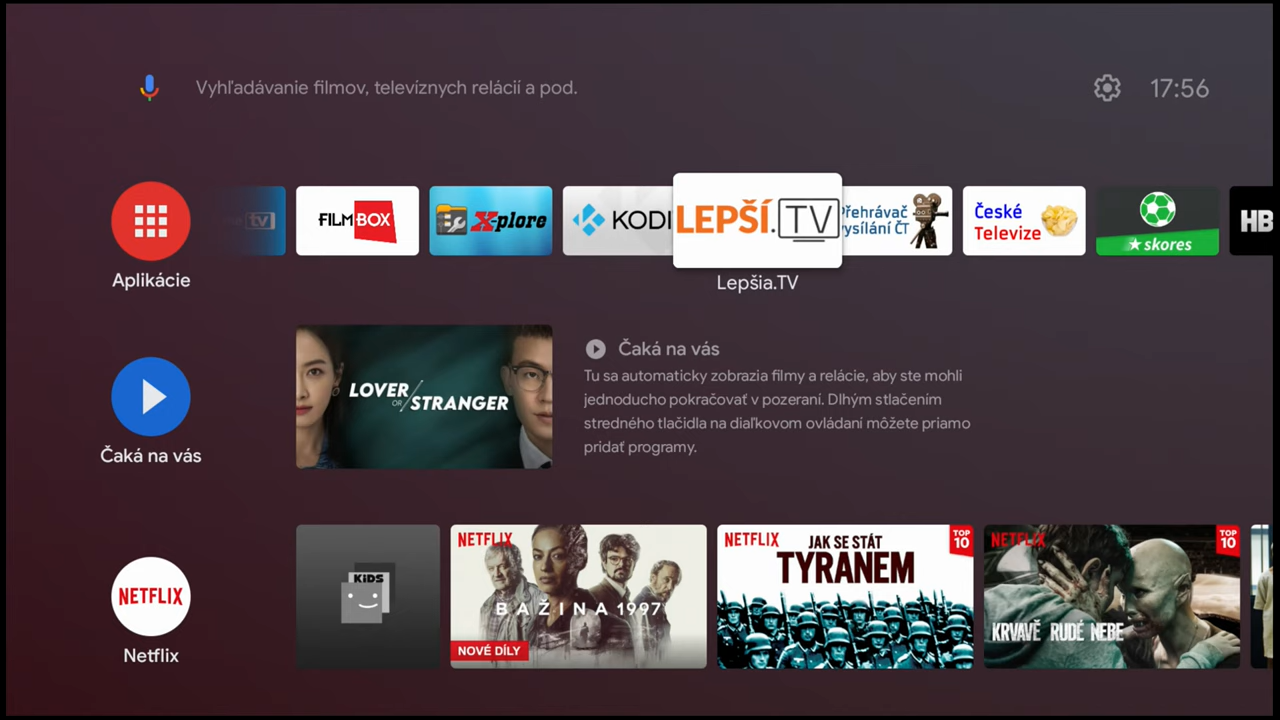 Vyhľadávanie filmov, televíznych relácií a pod.
17:56
tv
FILMBOX
X-plore
KODI
LEPŠÍ.TV
Přehrávač
vysílání ČT
České
Televize
skores
HB
Aplikácie
Lepšia.TV
LOVER
OR
STRANGER
Čaká na vás
Tu sa automaticky zobrazia filmy a relácie, aby ste mohli
jednoducho pokračovať v pozeraní. Dlhým stlačením
stredného tlačidla na diaľkovom ovládaní môžete priamo
pridať programy.
Čaká na vás
NETFLIX
Netflix
KiDS
NETFLIX
BAŽINA 1997
NOVÉ DÍLY
NETFLIX
JAK SE STÁT
TYRANEM
TOP
10
NETFLIX
TOP
10
KRVAVĚ RUDÉ NEBE